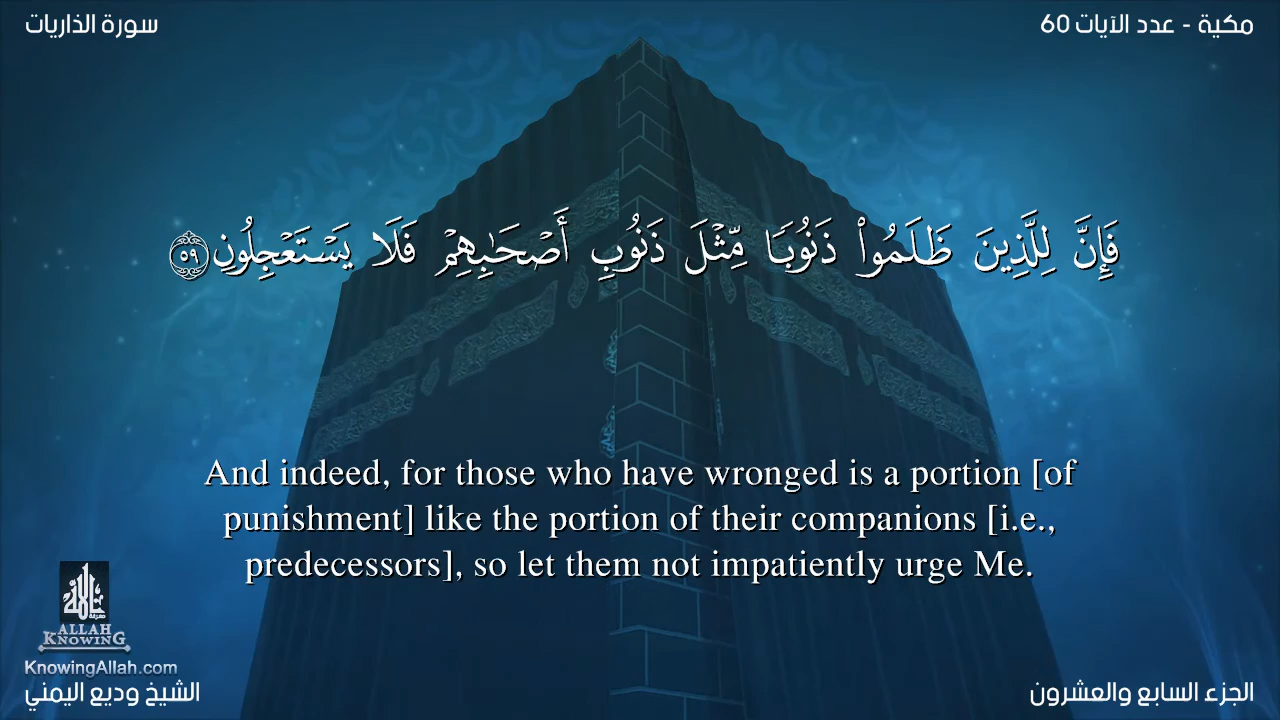 سورة الذاريات
مكية - عدد الآيات 60
فَإِنَّ لِلَّذِينَ ظَلَمُوا۟ ذَنُوبًا مِّثْلَ ذَنُوبِ أَصْحَٰبِهِمْ فَلَا يَسْتَعْجِلُونِ ٥٩
And indeed, for those who have wronged is a portion [of
punishment] like the portion of their companions [i.e.,
predecessors], so let them not impatiently urge Me.
ALLAH
KNOWING
KnowingAllah.com
الشيخ وديع اليمني
الجزء السابع والعشرون